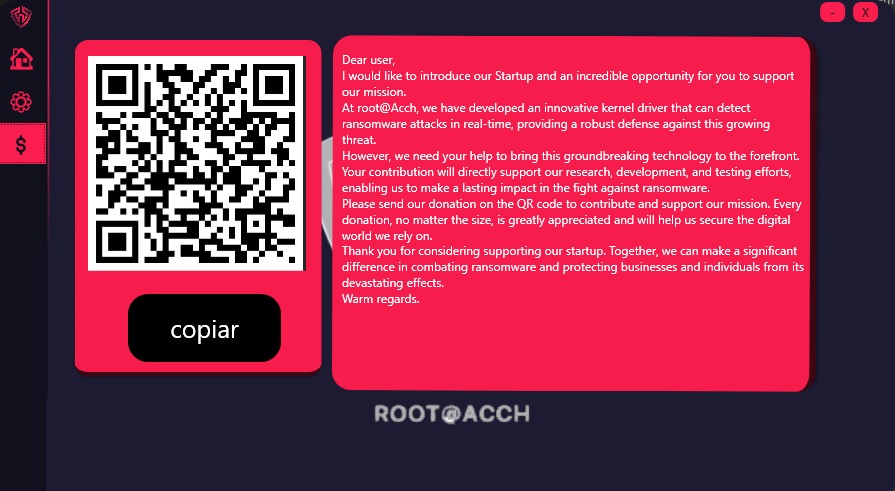 - X
Dear user,
I would like to introduce our Startup and an incredible opportunity for you to support
our mission.
At root@Acch, we have developed an innovative kernel driver that can detect
ransomware attacks in real-time, providing a robust defense against this growing
threat.
However, we need your help to bring this groundbreaking technology to the forefront.
Your contribution will directly support our research, development, and testing efforts,
enabling us to make a lasting impact in the fight against ransomware.
Please send our donation on the QR code to contribute and support our mission. Every
donation, no matter the size, is greatly appreciated and will help us secure the digital
world we rely on.
Thank you for considering supporting our startup. Together, we can make a significant
difference in combating ransomware and protecting businesses and individuals from its
devastating effects.
Warm regards.
$
copiar
ROOT@ACCH